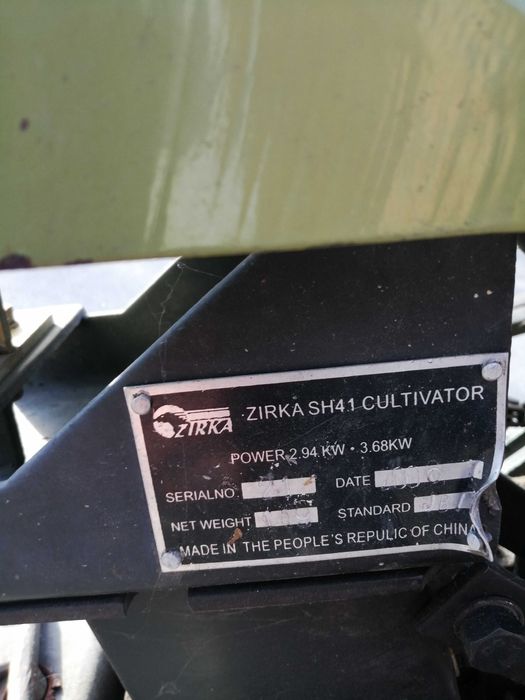 ZIRKA ZIRKA SH41 CULTIVATOR
POWER 2.94 KW · 3.68KW
SERIALNO. DATE
NET WEIGHT STANDARD
MADE IN THE PEOPLE'S REPULIC OF CHINA